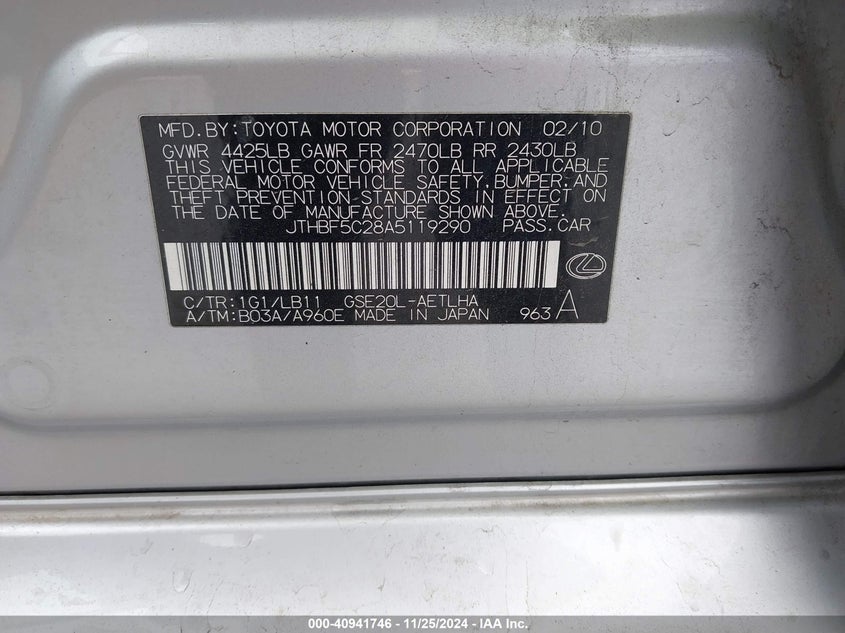 MFD.BY:TOYOTA MOTOR CORPORATION 02/10
GVWR 4425LB GAWR FR 2470LB RR 2430LB
THIS VEHICLE CONFORMS TO ALL APPLICABLE
FEDERAL MOTOR VEHICLE SAFETY,BUMPER,AND
THEFT PREVENTION STANDARDS IN EFFECT ON
THE DATE OF MANUFACTURE SHOWN ABOVE.
JTHBF5C28A5119290 PASS.CAR
C/TR:1G1/LB11 GSE20L-AETLHA
A/TM:B03A/A960E MADE IN JAPAN 963 A
000-40941746 - 11/25/2024 - IAA Inc.